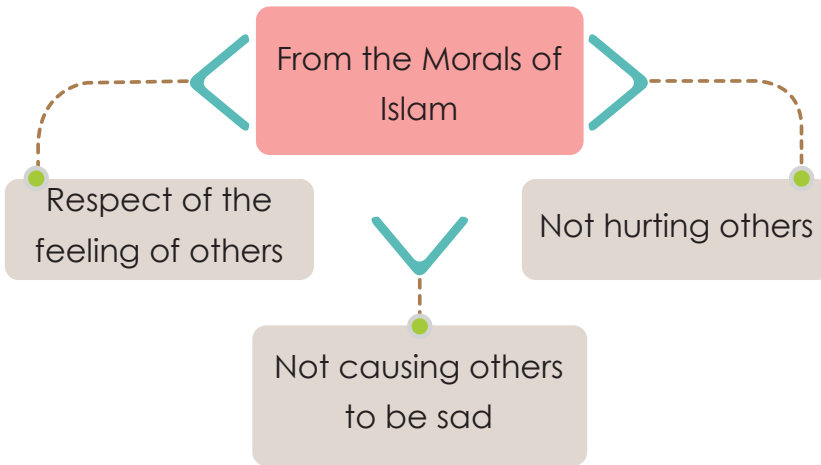 From the Morals of
Islam
Respect of the
feeling of others
Not hurting others
Not causing others
to be sad